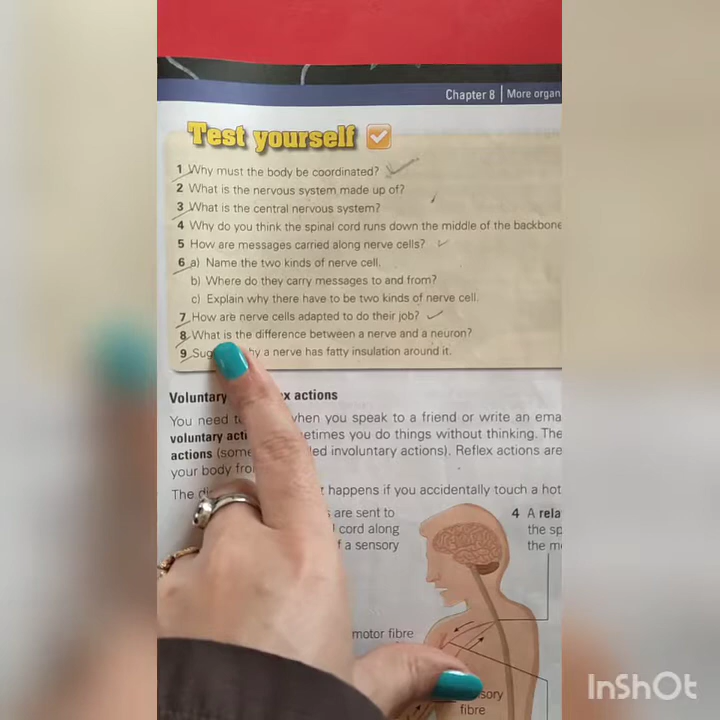 Chapter 8 | More organ
Test yourself
1 Why must the body be coordinated?
2 What is the nervous system made up of?
3 What is the central nervous system?
4 Why do you think the spinal cord runs down the middle of the backbone
5 How are messages carried along nerve cells?
6 a) Name the two kinds of nerve cell.
b) Where do they carry messages to and from?
c) Explain why there have to be two kinds of nerve cell.
7 How are nerve cells adapted to do their job?
8 What is the difference between a nerve and a neuron?
9 a nerve has fatty insulation around it.
Voluntary actions
You need when you speak to a friend or write an ema
voluntary you do things without thinking. The
actions involuntary actions). Reflex actions are
your body
The happens if you accidentally touch a hot
are sent to
cord along
f a sensory
4 A rela
the sp
the m
motor fibre
fibre
InShOt